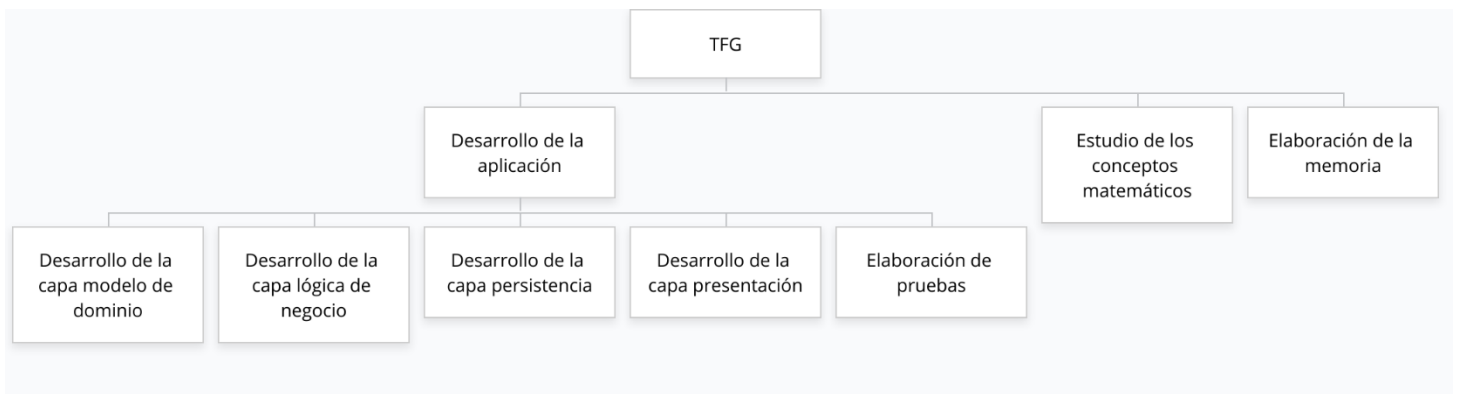 TFG
Desarrollo de la
aplicación
Estudio de los
conceptos
matemáticos
Elaboración de la
memoria
Desarrollo de la
capa modelo de
dominio
Desarrollo de la
capa lógica de
negocio
Desarrollo de la
capa persistencia
Desarrollo de la
capa presentación
Elaboración de
pruebas